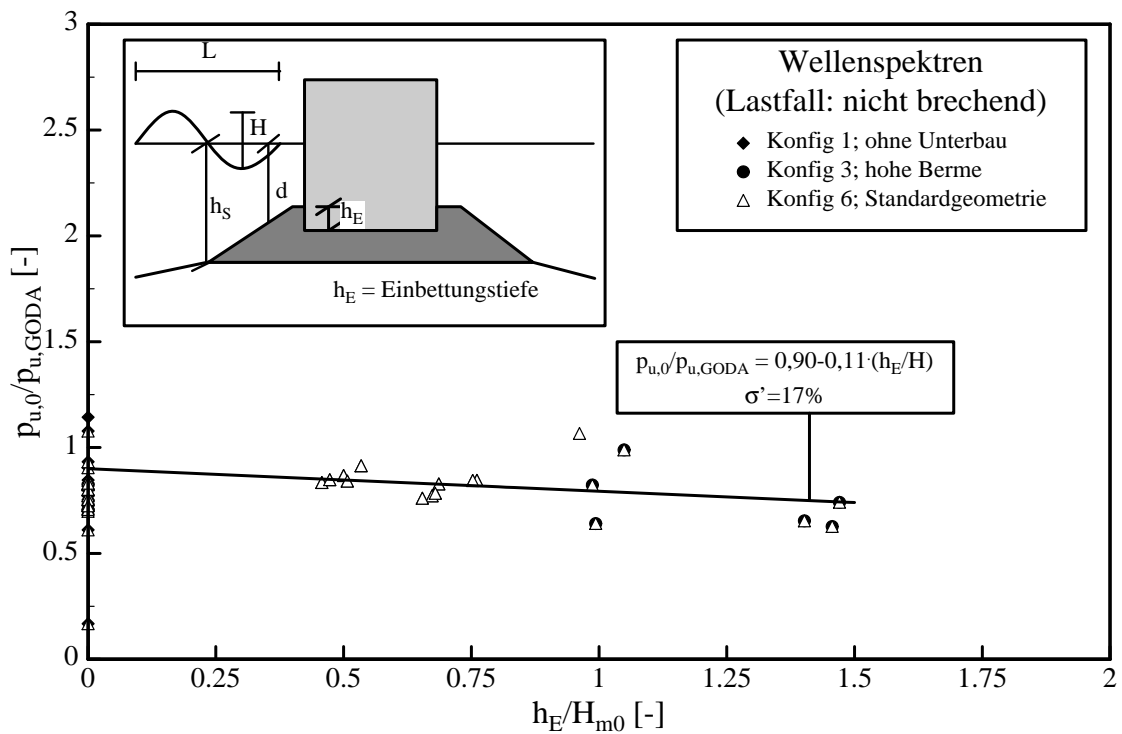 3
2.5
2
1.5
1
0.5
0
p_u,0/p_u,GODA [-]
L
H
h_S
d
h_E
h_E = Einbettungstiefe
Wellenspektren
(Lastfall: nicht brechend)
Konfig 1; ohne Unterbau
Konfig 3; hohe Berme
Konfig 6; Standardgeometrie
p_u,0/p_u,GODA = 0,90-0,11·(h_E/H)
σ’=17%
0 0.25 0.5 0.75 1 1.25 1.5 1.75 2
h_E/H_m0 [-]